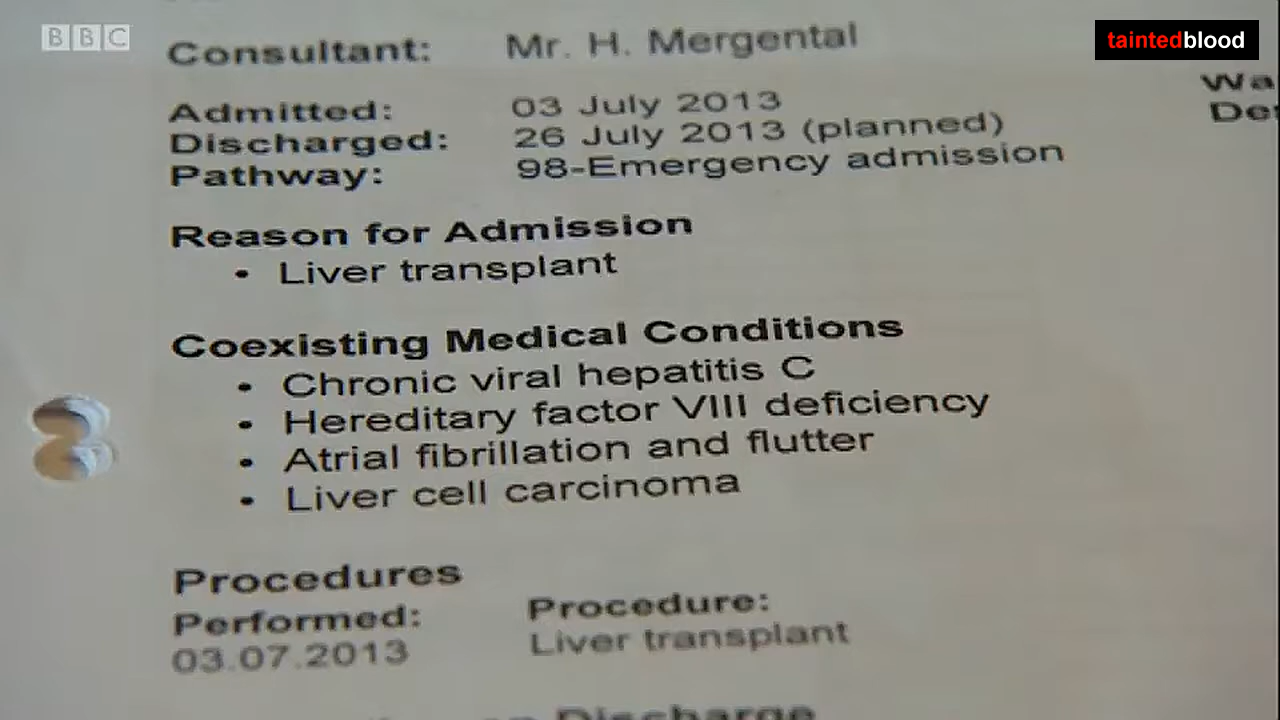 BBC
taintedblood
Consultant: Mr. H. Mergental
Admitted: 03 July 2013
Discharged: 26 July 2013 (planned)
Pathway: 98-Emergency admission
Reason for Admission
• Liver transplant
Coexisting Medical Conditions
• Chronic viral hepatitis C
• Hereditary factor VIII deficiency
• Atrial fibrillation and flutter
• Liver cell carcinoma
Procedures
Performed: Procedure:
03.07.2013 Liver transplant
Discharge